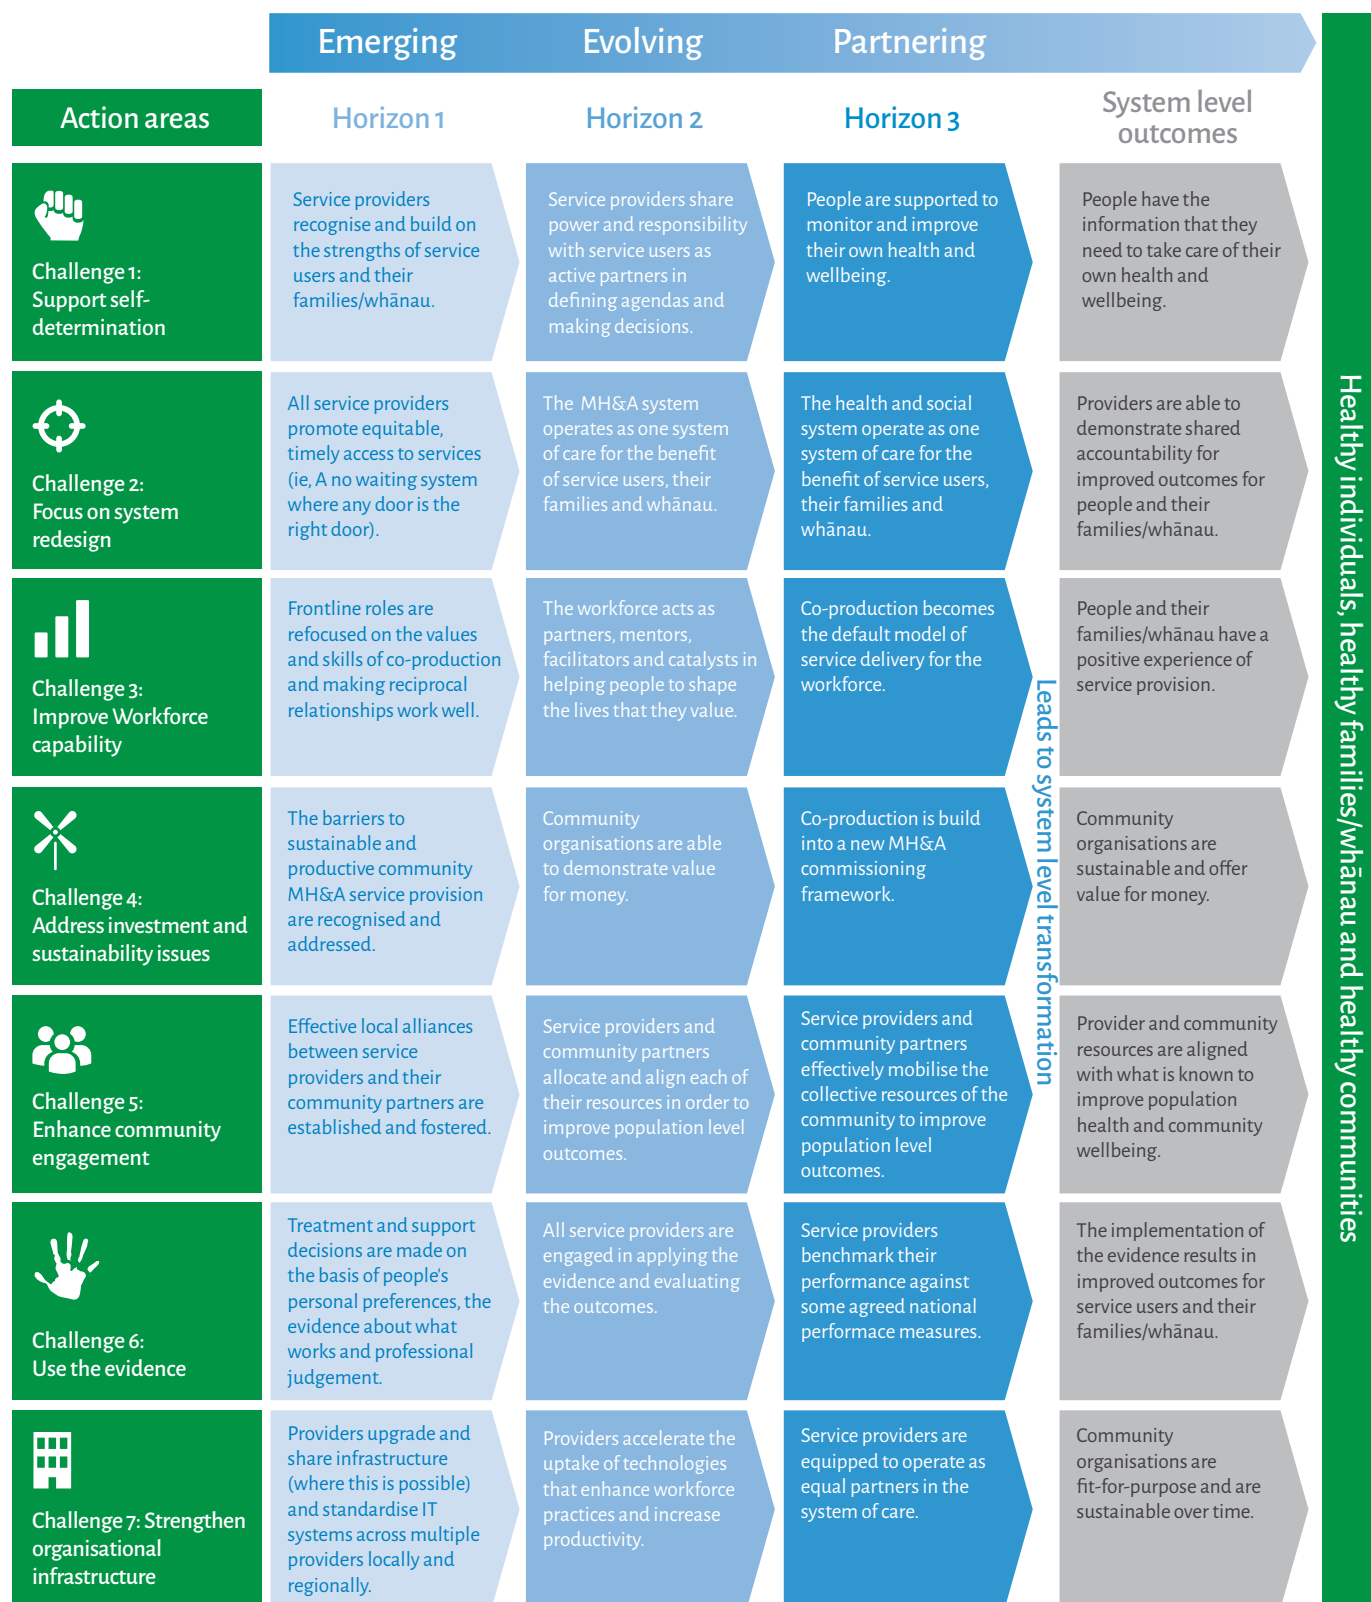 Emerging
Evolving
Partnering
Action areas
Horizon 1
Horizon 2
Horizon 3
System level
outcomes
Challenge 1:
Support self-
determination
Service providers
recognise and build on
the strengths of service
users and their
families/whānau.
Service providers share
power and responsibility
with service users as
active partners in
defining agendas and
making decisions.
People are supported to
monitor and improve
their own health and
wellbeing.
People have the
information that they
need to take care of their
own health and
wellbeing.
Challenge 2:
Focus on system
redesign
All service providers
promote equitable,
timely access to services
(ie, A no waiting system
where any door is the
right door).
The MH&A system
operates as one system
of care for the benefit
of service users, their
families and whānau.
The health and social
system operate as one
system of care for the
benefit of service users,
their families and
whānau.
Providers are able to
demonstrate shared
accountability for
improved outcomes for
people and their
families/whānau.
Challenge 3:
Improve Workforce
capability
Frontline roles are
refocused on the values
and skills of co-production
and making reciprocal
relationships work well.
The workforce acts as
partners, mentors,
facilitators and catalysts in
helping people to shape
the lives that they value.
Co-production becomes
the default model of
service delivery for the
workforce.
People and their
families/whānau have a
positive experience of
service provision.
Challenge 4:
Address investment and
sustainability issues
The barriers to
sustainable and
productive community
MH&A service provision
are recognised and
addressed.
Community
organisations are able
to demonstrate value
for money.
Co-production is build
into a new MH&A
commissioning
framework.
Community
organisations are
sustainable and offer
value for money.
Challenge 5:
Enhance community
engagement
Effective local alliances
between service
providers and their
community partners are
established and fostered.
Service providers and
community partners
allocate and align each of
their resources in order to
improve population level
outcomes.
Service providers and
community partners
effectively mobilise the
collective resources of the
community to improve
population level
outcomes.
Provider and community
resources are aligned
with what is known to
improve population
health and community
wellbeing.
Challenge 6:
Use the evidence
Treatment and support
decisions are made on
the basis of people's
personal preferences, the
evidence about what
works and professional
judgement.
All service providers are
engaged in applying the
evidence and evaluating
the outcomes.
Service providers
benchmark their
performance against
some agreed national
performace measures.
The implementation of
the evidence results in
improved outcomes for
service users and their
families/whānau.
Challenge 7: Strengthen
organisational
infrastructure
Providers upgrade and
share infrastructure
(where this is possible)
and standardise IT
systems across multiple
providers locally and
regionally.
Providers accelerate the
uptake of technologies
that enhance workforce
practices and increase
productivity.
Service providers are
equipped to operate as
equal partners in the
system of care.
Community
organisations are
fit-for-purpose and are
sustainable over time.
Leads to system level transformation
Healthy individuals, healthy families/whānau and healthy communities